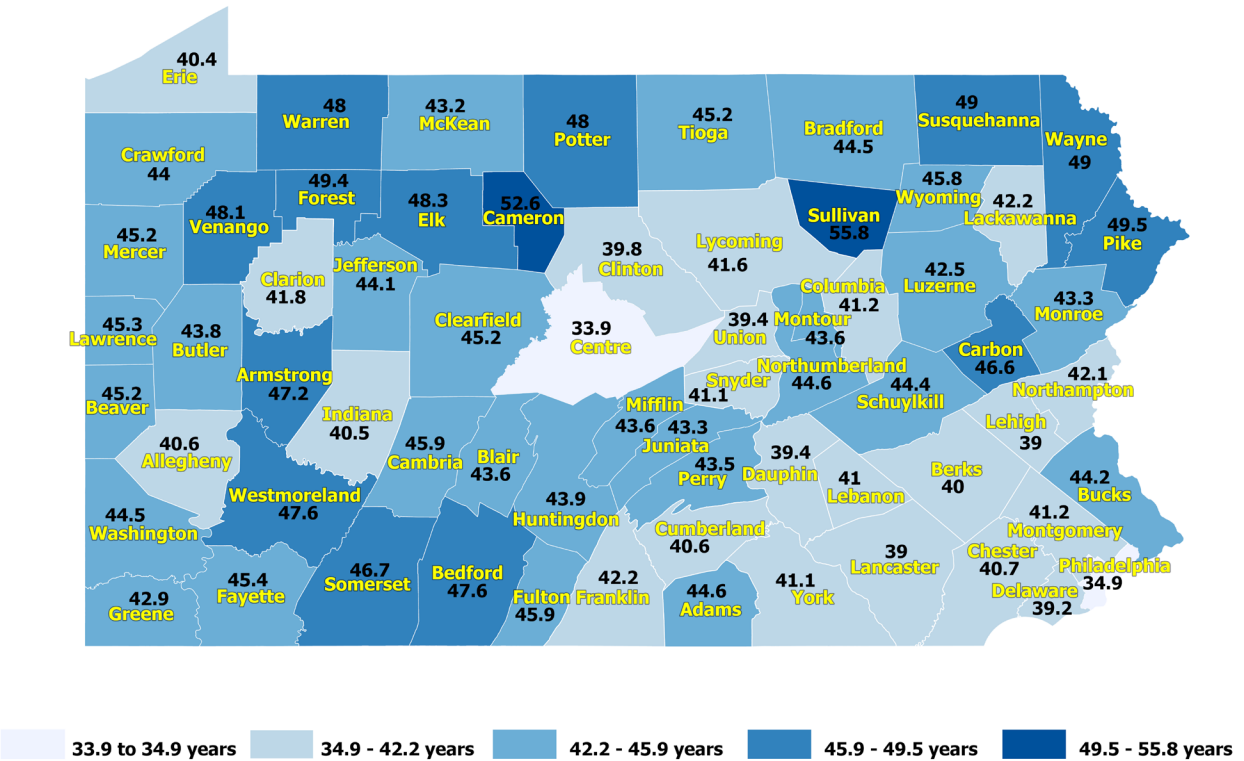 40.4
Erie
48
Warren
43.2
McKean
48
Potter
45.2
Tioga
Bradford
44.5
49
Susquehanna
Wayne
49
Crawford
44
48.1
Venango
49.4
Forest
48.3
Elk
52.6
Cameron
Sullivan
55.8
45.8
Wyoming
42.2
Lackawanna
49.5
Pike
45.2
Mercer
Clarion
41.8
Jefferson
44.1
39.8
Clinton
Lycoming
41.6
Columbia
41.2
42.5
Luzerne
43.3
Monroe
45.3
Lawrence
43.8
Butler
Clearfield
45.2
33.9
Centre
39.4
Union
Montour
43.6
Carbon
46.6
45.2
Beaver
Armstrong
47.2
Indiana
40.5
Snyder
41.1
Northumberland
44.6
44.4
Schuylkill
42.1
Northampton
Mifflin
43.6
43.3
Juniata
Lehigh
39
40.6
Allegheny
45.9
Cambria
Blair
43.6
43.5
Perry
39.4
Dauphin
41
Lebanon
Berks
40
44.2
Bucks
Westmoreland
47.6
44.5
Washington
43.9
Huntingdon
Cumberland
40.6
41.2
Montgomery
42.9
Greene
45.4
Fayette
46.7
Somerset
Bedford
47.6
Fulton
45.9
42.2
Franklin
44.6
Adams
41.1
York
39
Lancaster
Chester
40.7
Philadelphia
34.9
Delaware
39.2
33.9 to 34.9 years
34.9 - 42.2 years
42.2 - 45.9 years
45.9 - 49.5 years
49.5 - 55.8 years